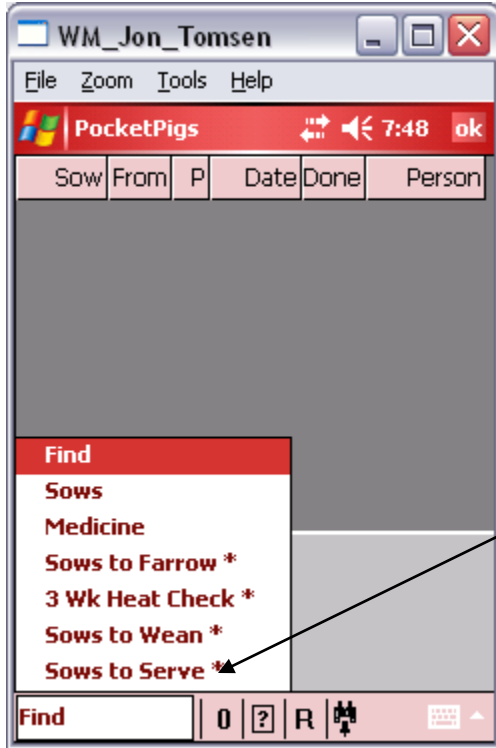 WM_Jon_Tomsen
File Zoom Tools Help
PocketPigs 7:48 ok
Sow From P Date Done Person
Find
Sows
Medicine
Sows to Farrow *
3 Wk Heat Check *
Sows to Wean *
Sows to Serve *
Find 0 ? R